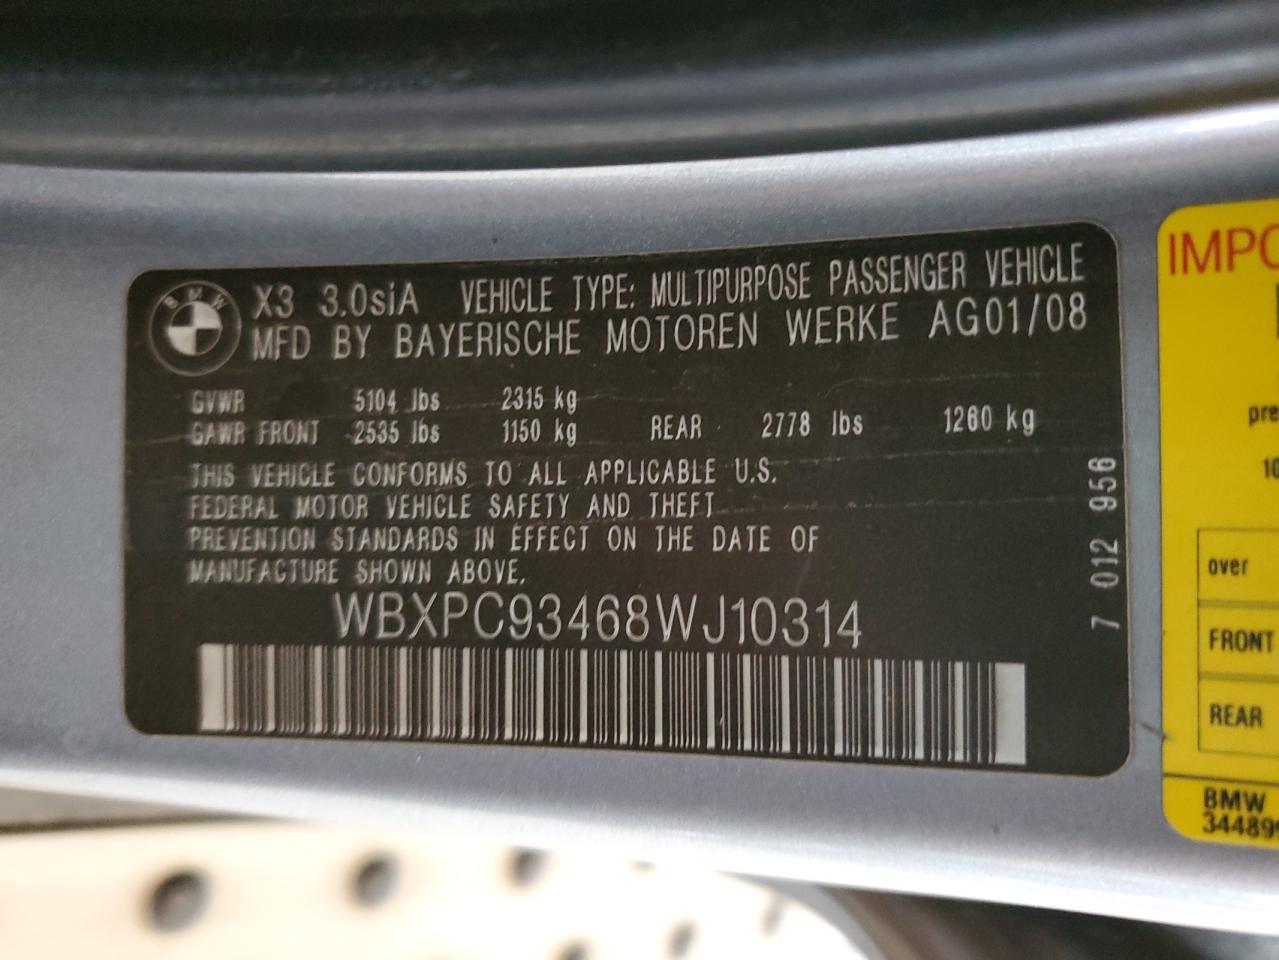 BMW
X3 3.0siA VEHICLE TYPE: MULTIPURPOSE PASSENGER VEHICLE
MFD BY BAYERISCHE MOTOREN WERKE AG01/08
GVWR 5104 lbs 2315 kg
GAWR FRONT 2535 lbs 1150 kg REAR 2778 lbs 1260 kg
THIS VEHICLE CONFORMS TO ALL APPLICABLE U.S.
FEDERAL MOTOR VEHICLE SAFETY AND THEFT
PREVENTION STANDARDS IN EFFECT ON THE DATE OF
MANUFACTURE SHOWN ABOVE.
WBXPC93468WJ10314
7 012 956
IMPO
pre
10
over
FRONT
REAR
BMW
34489